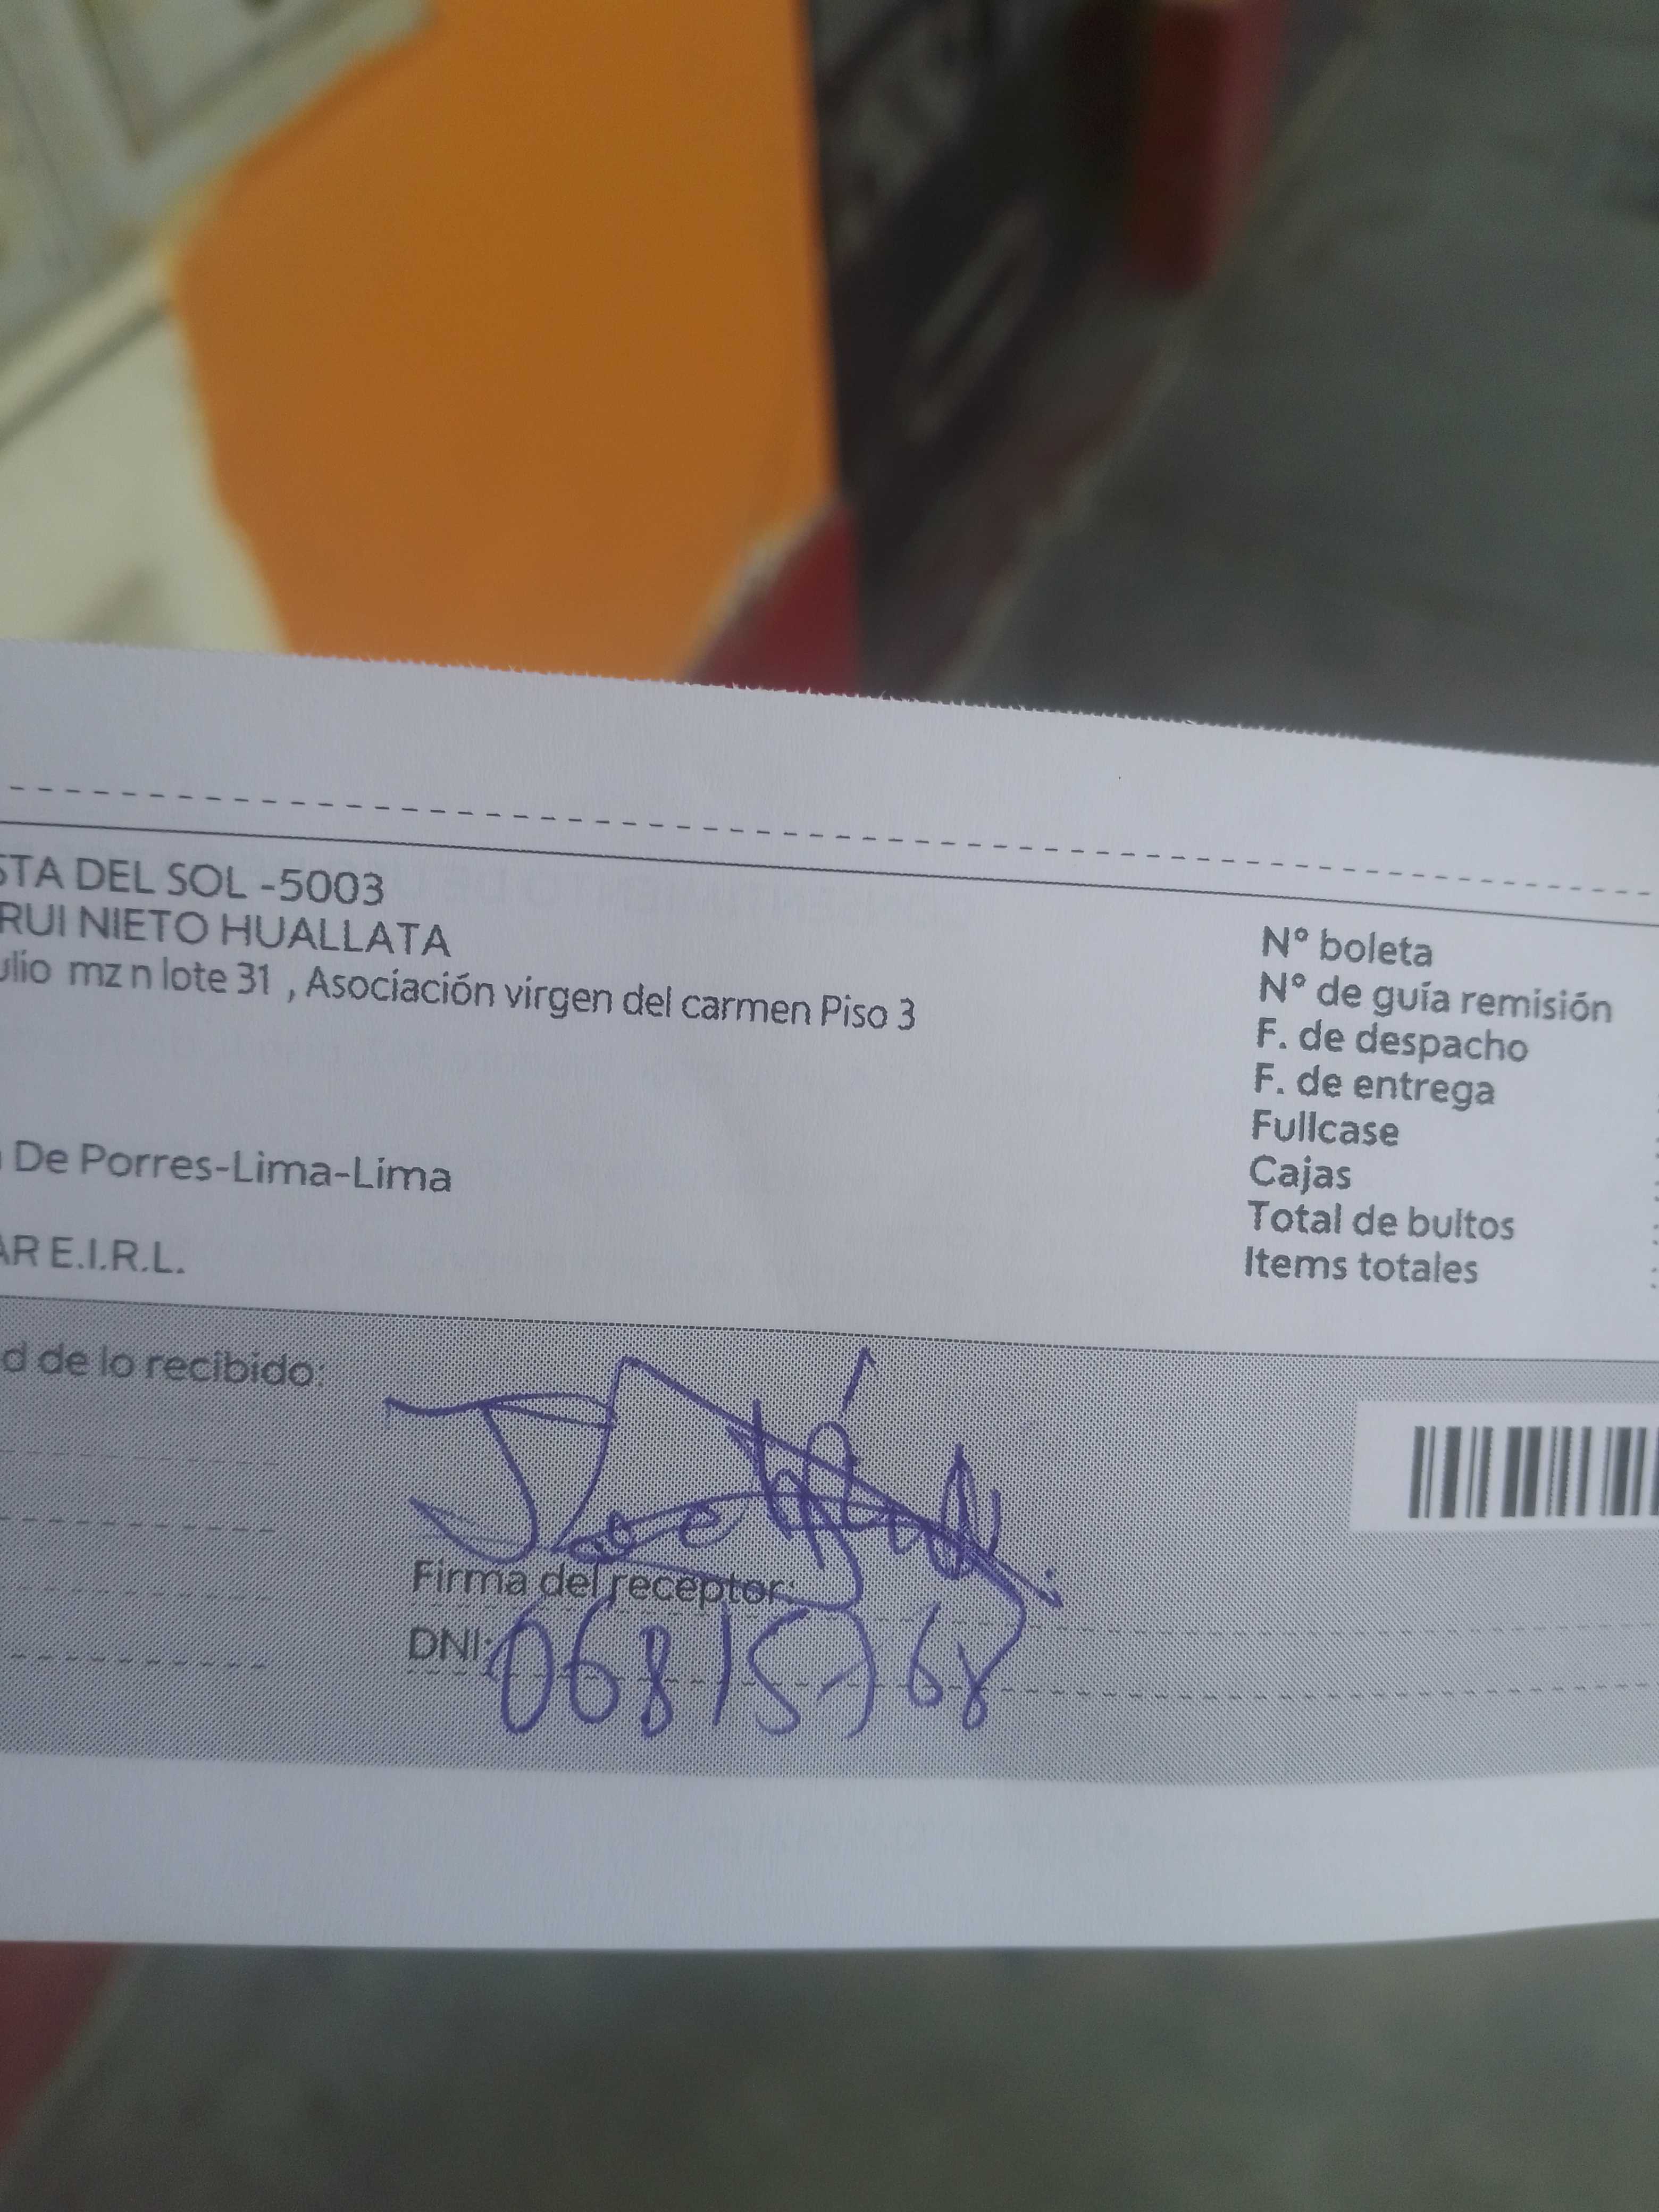 STA DEL SOL -5003
RUI NIETO HUALLATA
ulio mz n lote 31 , Asociación virgen del carmen Piso 3
De Porres-Lima-Lima
AR E.I.R.L.
Nº boleta
Nº de guía remisión
F. de despacho
F. de entrega
Fullcase
Cajas
Total de bultos
Items totales
d de lo recibido:
Firma del receptor:
DNI: 06815768